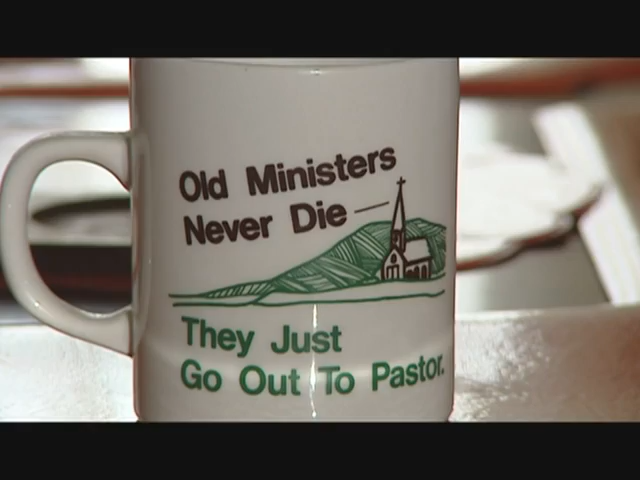 Old Ministers
Never Die —
They Just
Go Out To Pastor.